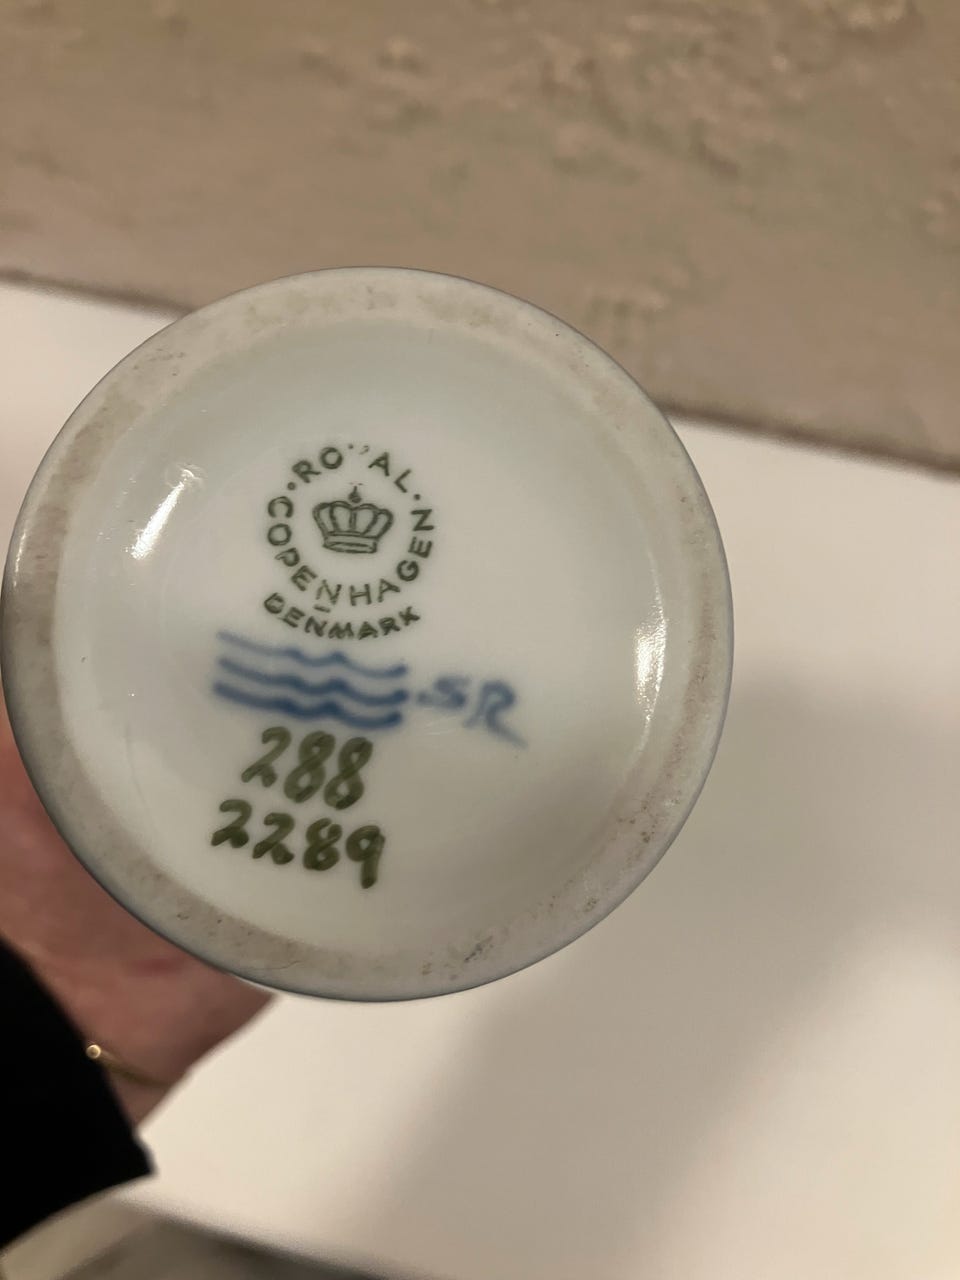 ROYAL
COPENHAGEN
DENMARK
SR
288
2289